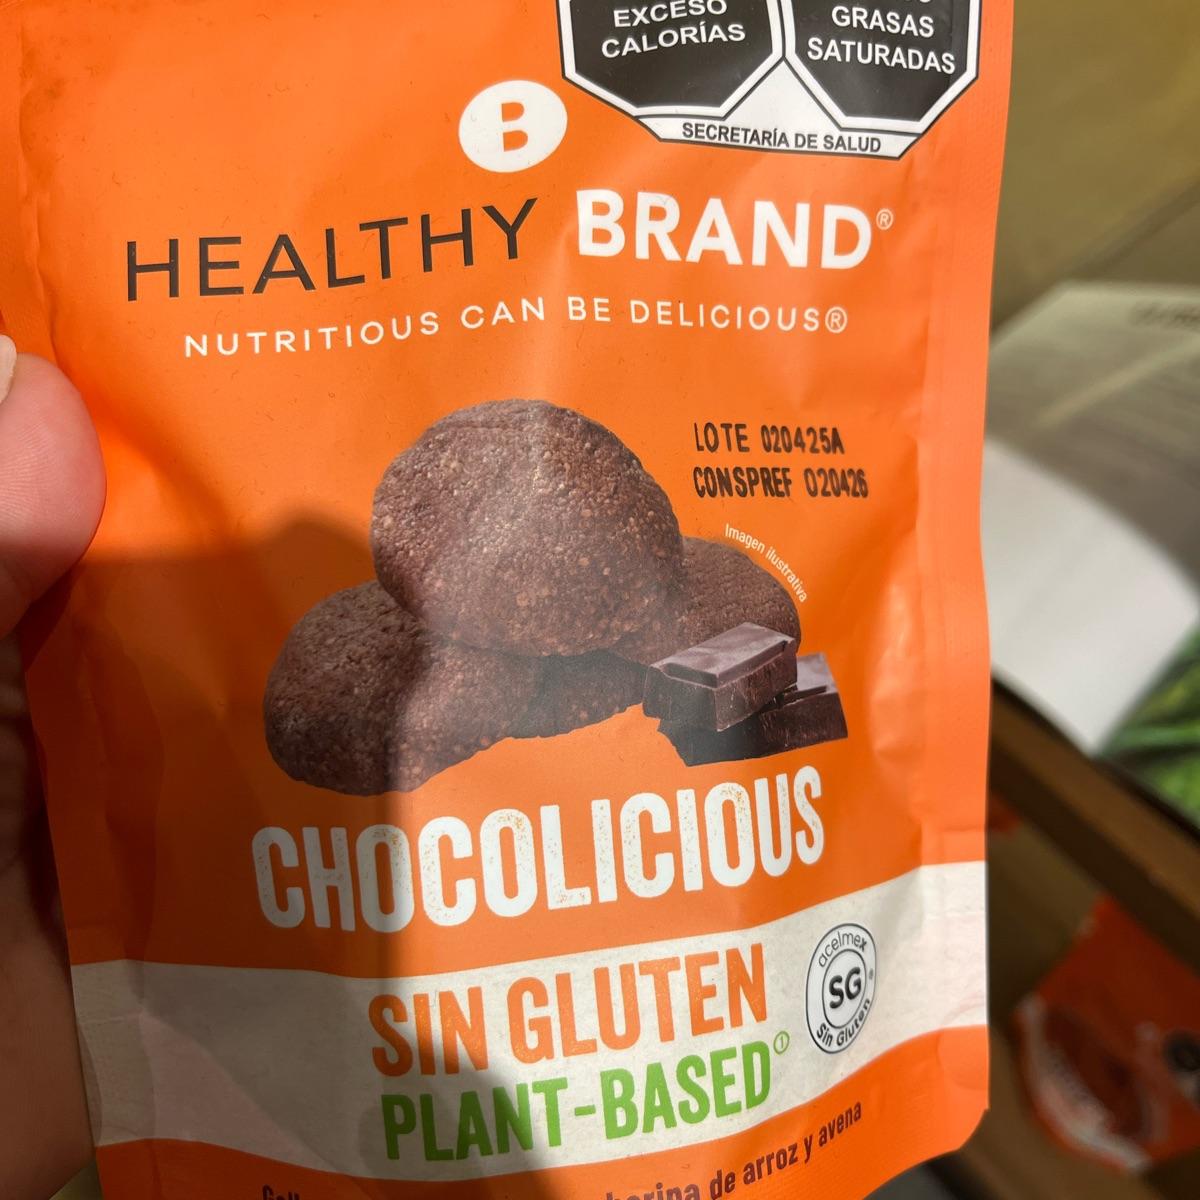 EXCESO
CALORÍAS
GRASAS
SATURADAS
SECRETARÍA DE SALUD
B
HEALTHY BRAND®
NUTRITIOUS CAN BE DELICIOUS®
LOTE 020425A
CONSPREF 020426
Imagen ilustrativa
CHOCOLICIOUS
SIN GLUTEN
PLANT-BASED①
acelmex
SG®
Sin Gluten
harina de arroz y avena